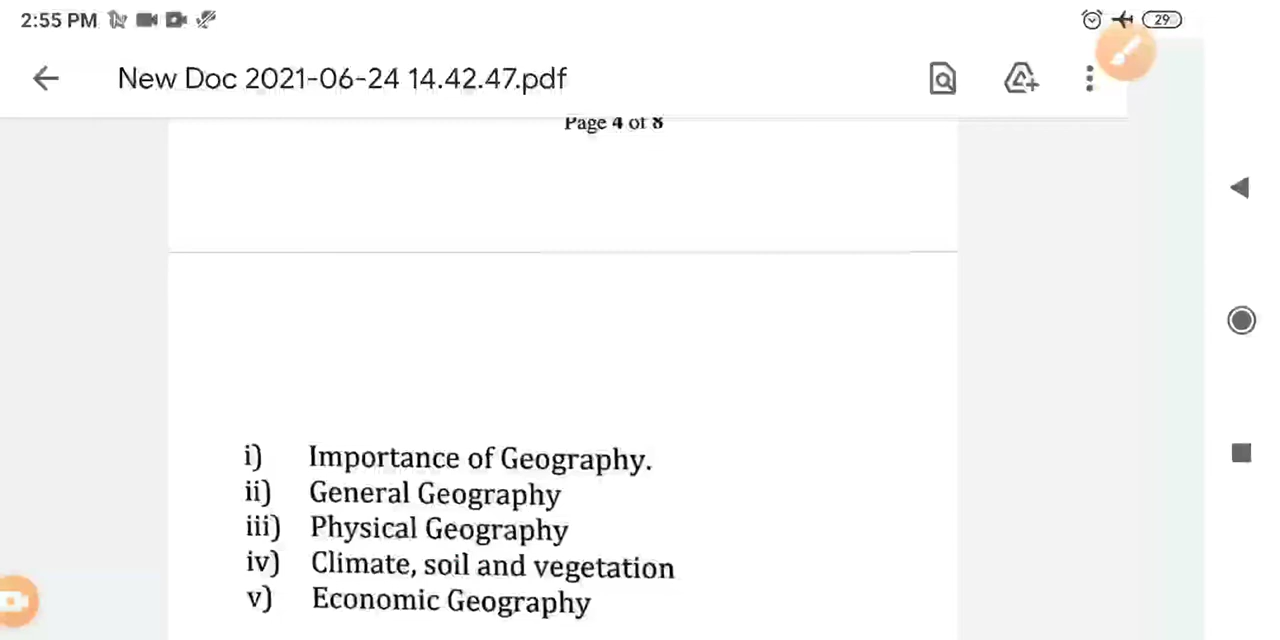 2:55 PM 29
New Doc 2021-06-24 14.42.47.pdf
Page 4 of 8
i) Importance of Geography.
ii) General Geography
iii) Physical Geography
iv) Climate, soil and vegetation
v) Economic Geography